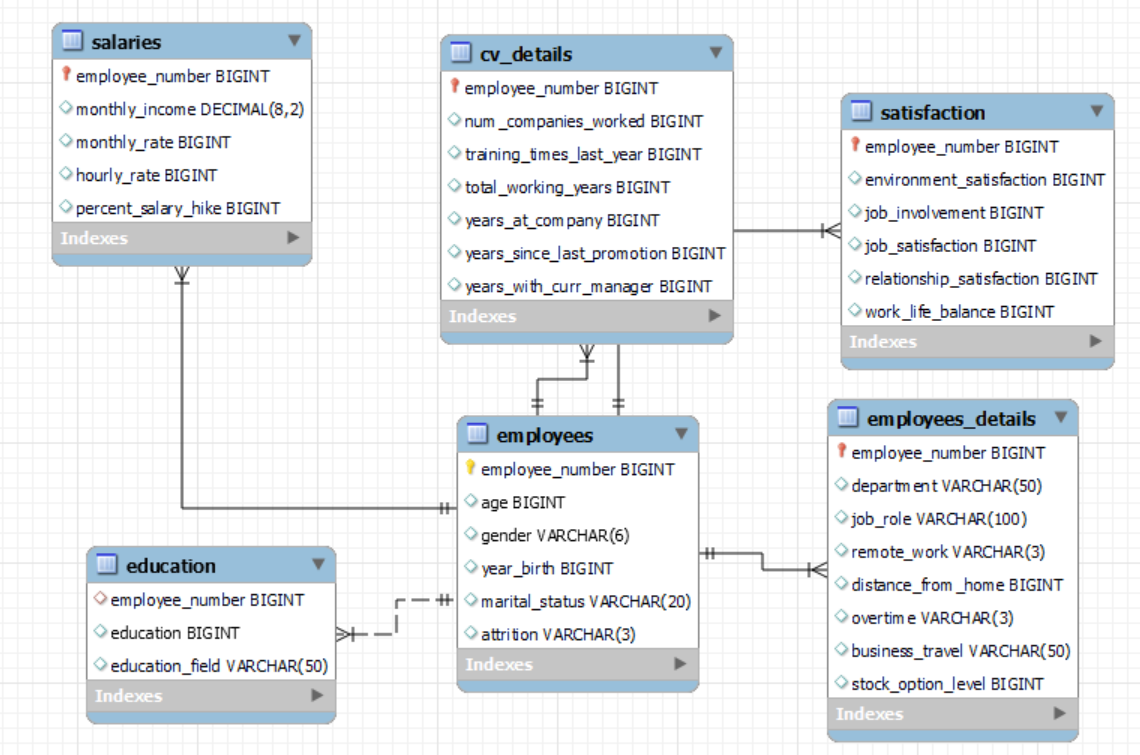 salaries
employee_number BIGINT
monthly_income DECIMAL(8,2)
monthly_rate BIGINT
hourly_rate BIGINT
percent_salary_hike BIGINT
Indexes
cv_details
employee_number BIGINT
num_companies_worked BIGINT
training_times_last_year BIGINT
total_working_years BIGINT
years_at_company BIGINT
years_since_last_promotion BIGINT
years_with_curr_manager BIGINT
Indexes
satisfaction
employee_number BIGINT
environment_satisfaction BIGINT
job_involvement BIGINT
job_satisfaction BIGINT
relationship_satisfaction BIGINT
work_life_balance BIGINT
Indexes
employees
employee_number BIGINT
age BIGINT
gender VARCHAR(6)
year_birth BIGINT
marital_status VARCHAR(20)
attrition VARCHAR(3)
Indexes
employees_details
employee_number BIGINT
department VARCHAR(50)
job_role VARCHAR(100)
remote_work VARCHAR(3)
distance_from_home BIGINT
overtime VARCHAR(3)
business_travel VARCHAR(50)
stock_option_level BIGINT
Indexes
education
employee_number BIGINT
education BIGINT
education_field VARCHAR(50)
Indexes